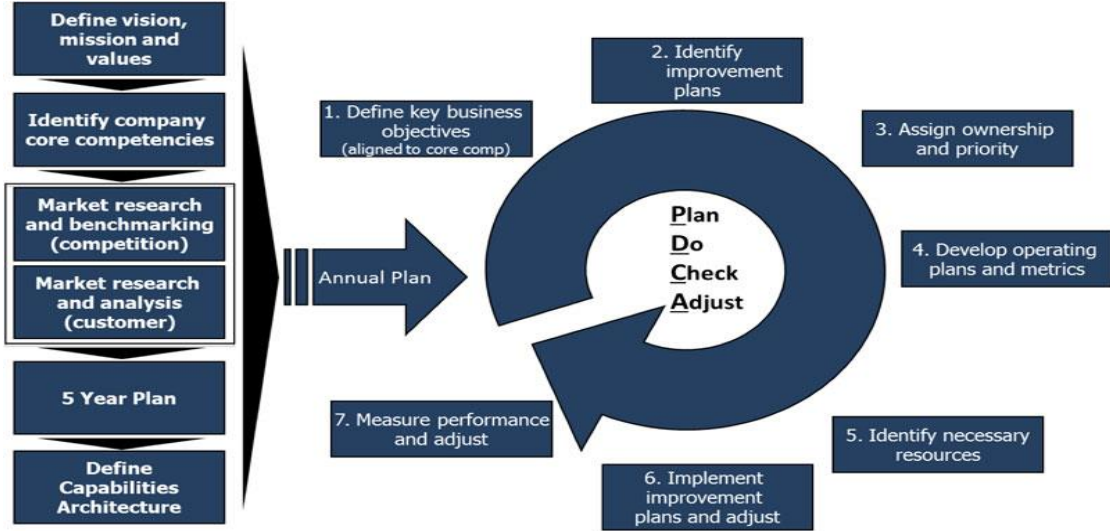 Define vision,
mission and
values
Identify company
core competencies
Market research
and benchmarking
(competition)
Market research
and analysis
(customer)
5 Year Plan
Define
Capabilities
Architecture
Annual Plan
1. Define key business
objectives
(aligned to core comp)
2. Identify
improvement
plans
3. Assign ownership
and priority
4. Develop operating
plans and metrics
5. Identify necessary
resources
6. Implement
improvement
plans and adjust
7. Measure performance
and adjust
Plan
Do
Check
Adjust